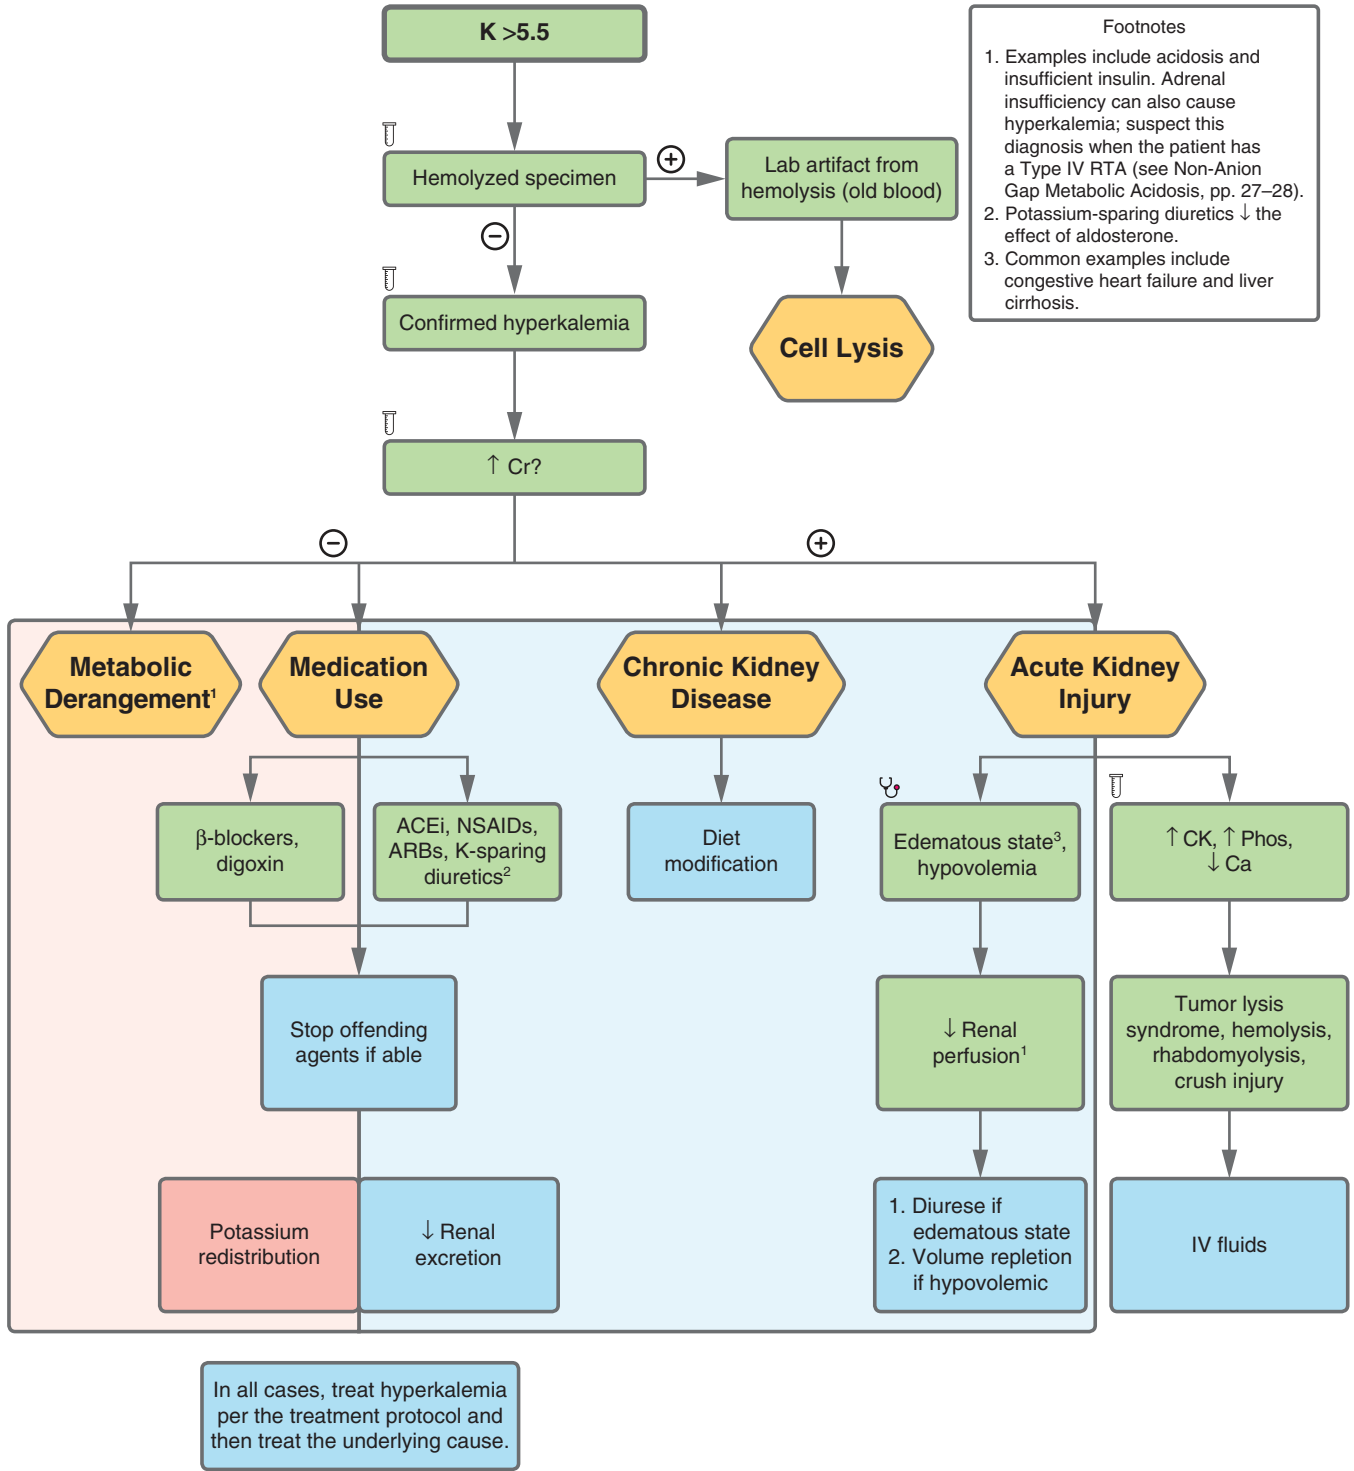 K >5.5
Footnotes
1. Examples include acidosis and
insufficient insulin. Adrenal
insufficiency can also cause
hyperkalemia; suspect this
diagnosis when the patient has
a Type IV RTA (see Non-Anion
Gap Metabolic Acidosis, pp. 27–28).
2. Potassium-sparing diuretics ↓ the
effect of aldosterone.
3. Common examples include
congestive heart failure and liver
cirrhosis.
Hemolyzed specimen
+
Lab artifact from
hemolysis (old blood)
−
Confirmed hyperkalemia
Cell Lysis
↑ Cr?
−
+
Metabolic
Derangement¹
Medication
Use
Chronic Kidney
Disease
Acute Kidney
Injury
β-blockers,
digoxin
ACEi, NSAIDs,
ARBs, K-sparing
diuretics²
Diet
modification
Edematous state³,
hypovolemia
↑ CK, ↑ Phos,
↓ Ca
Stop offending
agents if able
↓ Renal
perfusion¹
Tumor lysis
syndrome, hemolysis,
rhabdomyolysis,
crush injury
Potassium
redistribution
↓ Renal
excretion
1. Diurese if
edematous state
2. Volume repletion
if hypovolemic
IV fluids
In all cases, treat hyperkalemia
per the treatment protocol and
then treat the underlying cause.